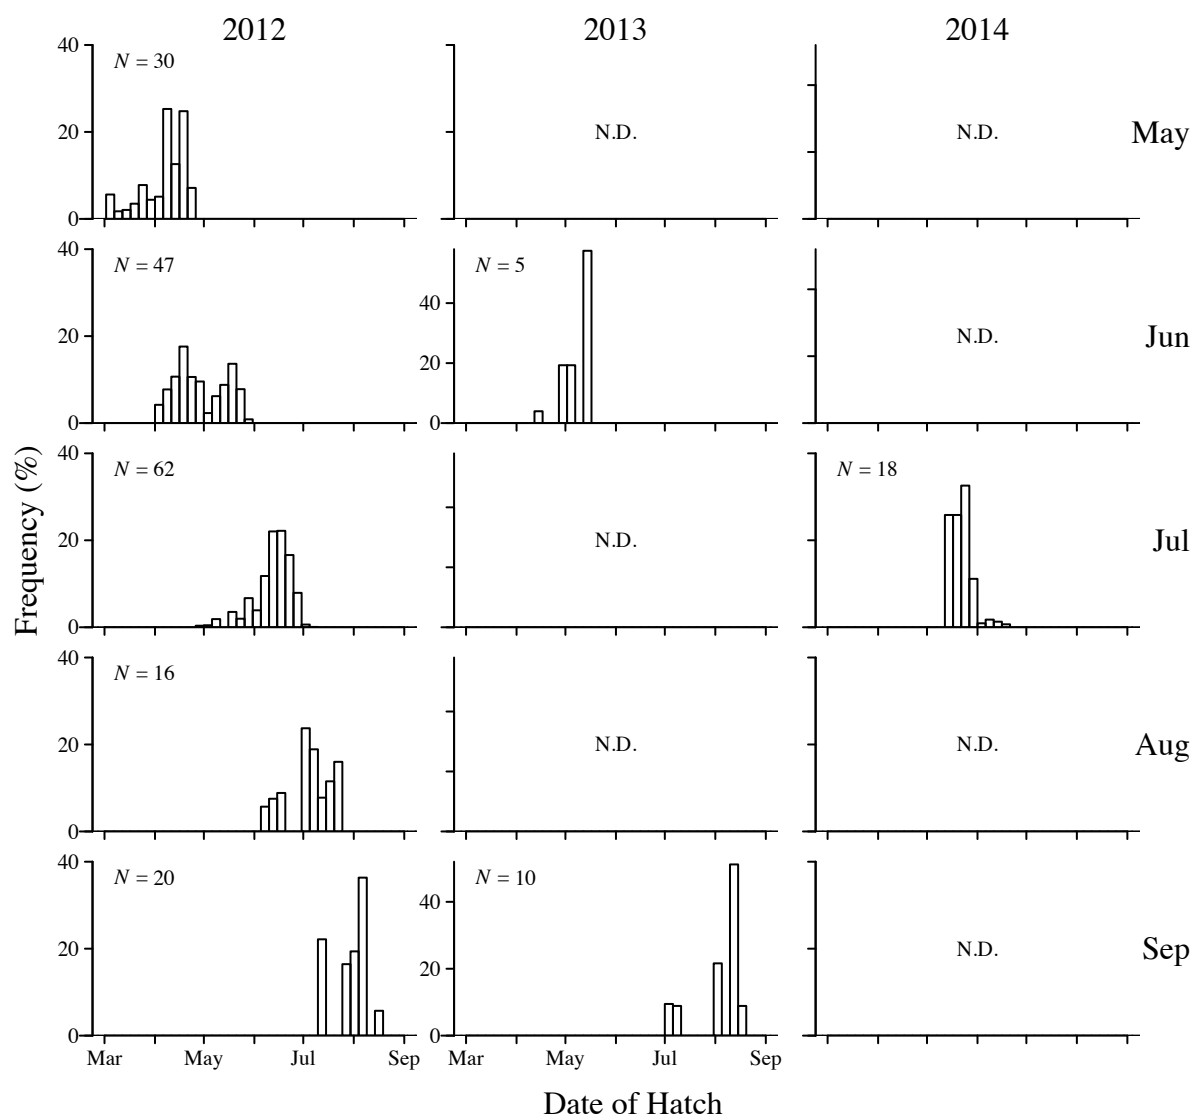 2012 2013 2014
40 N = 30
20 N.D. N.D. May
0
40 N = 47 N = 5
40
20 N.D. Jun
20
0 0
40 N = 62 N = 18
20 N.D. Jul
0
40 N = 16
20 N.D. N.D. Aug
0
40 N = 20 N = 10
40
20 N.D. Sep
20
0 0
Mar May Jul Sep Mar May Jul Sep
Date of Hatch
Frequency (%)